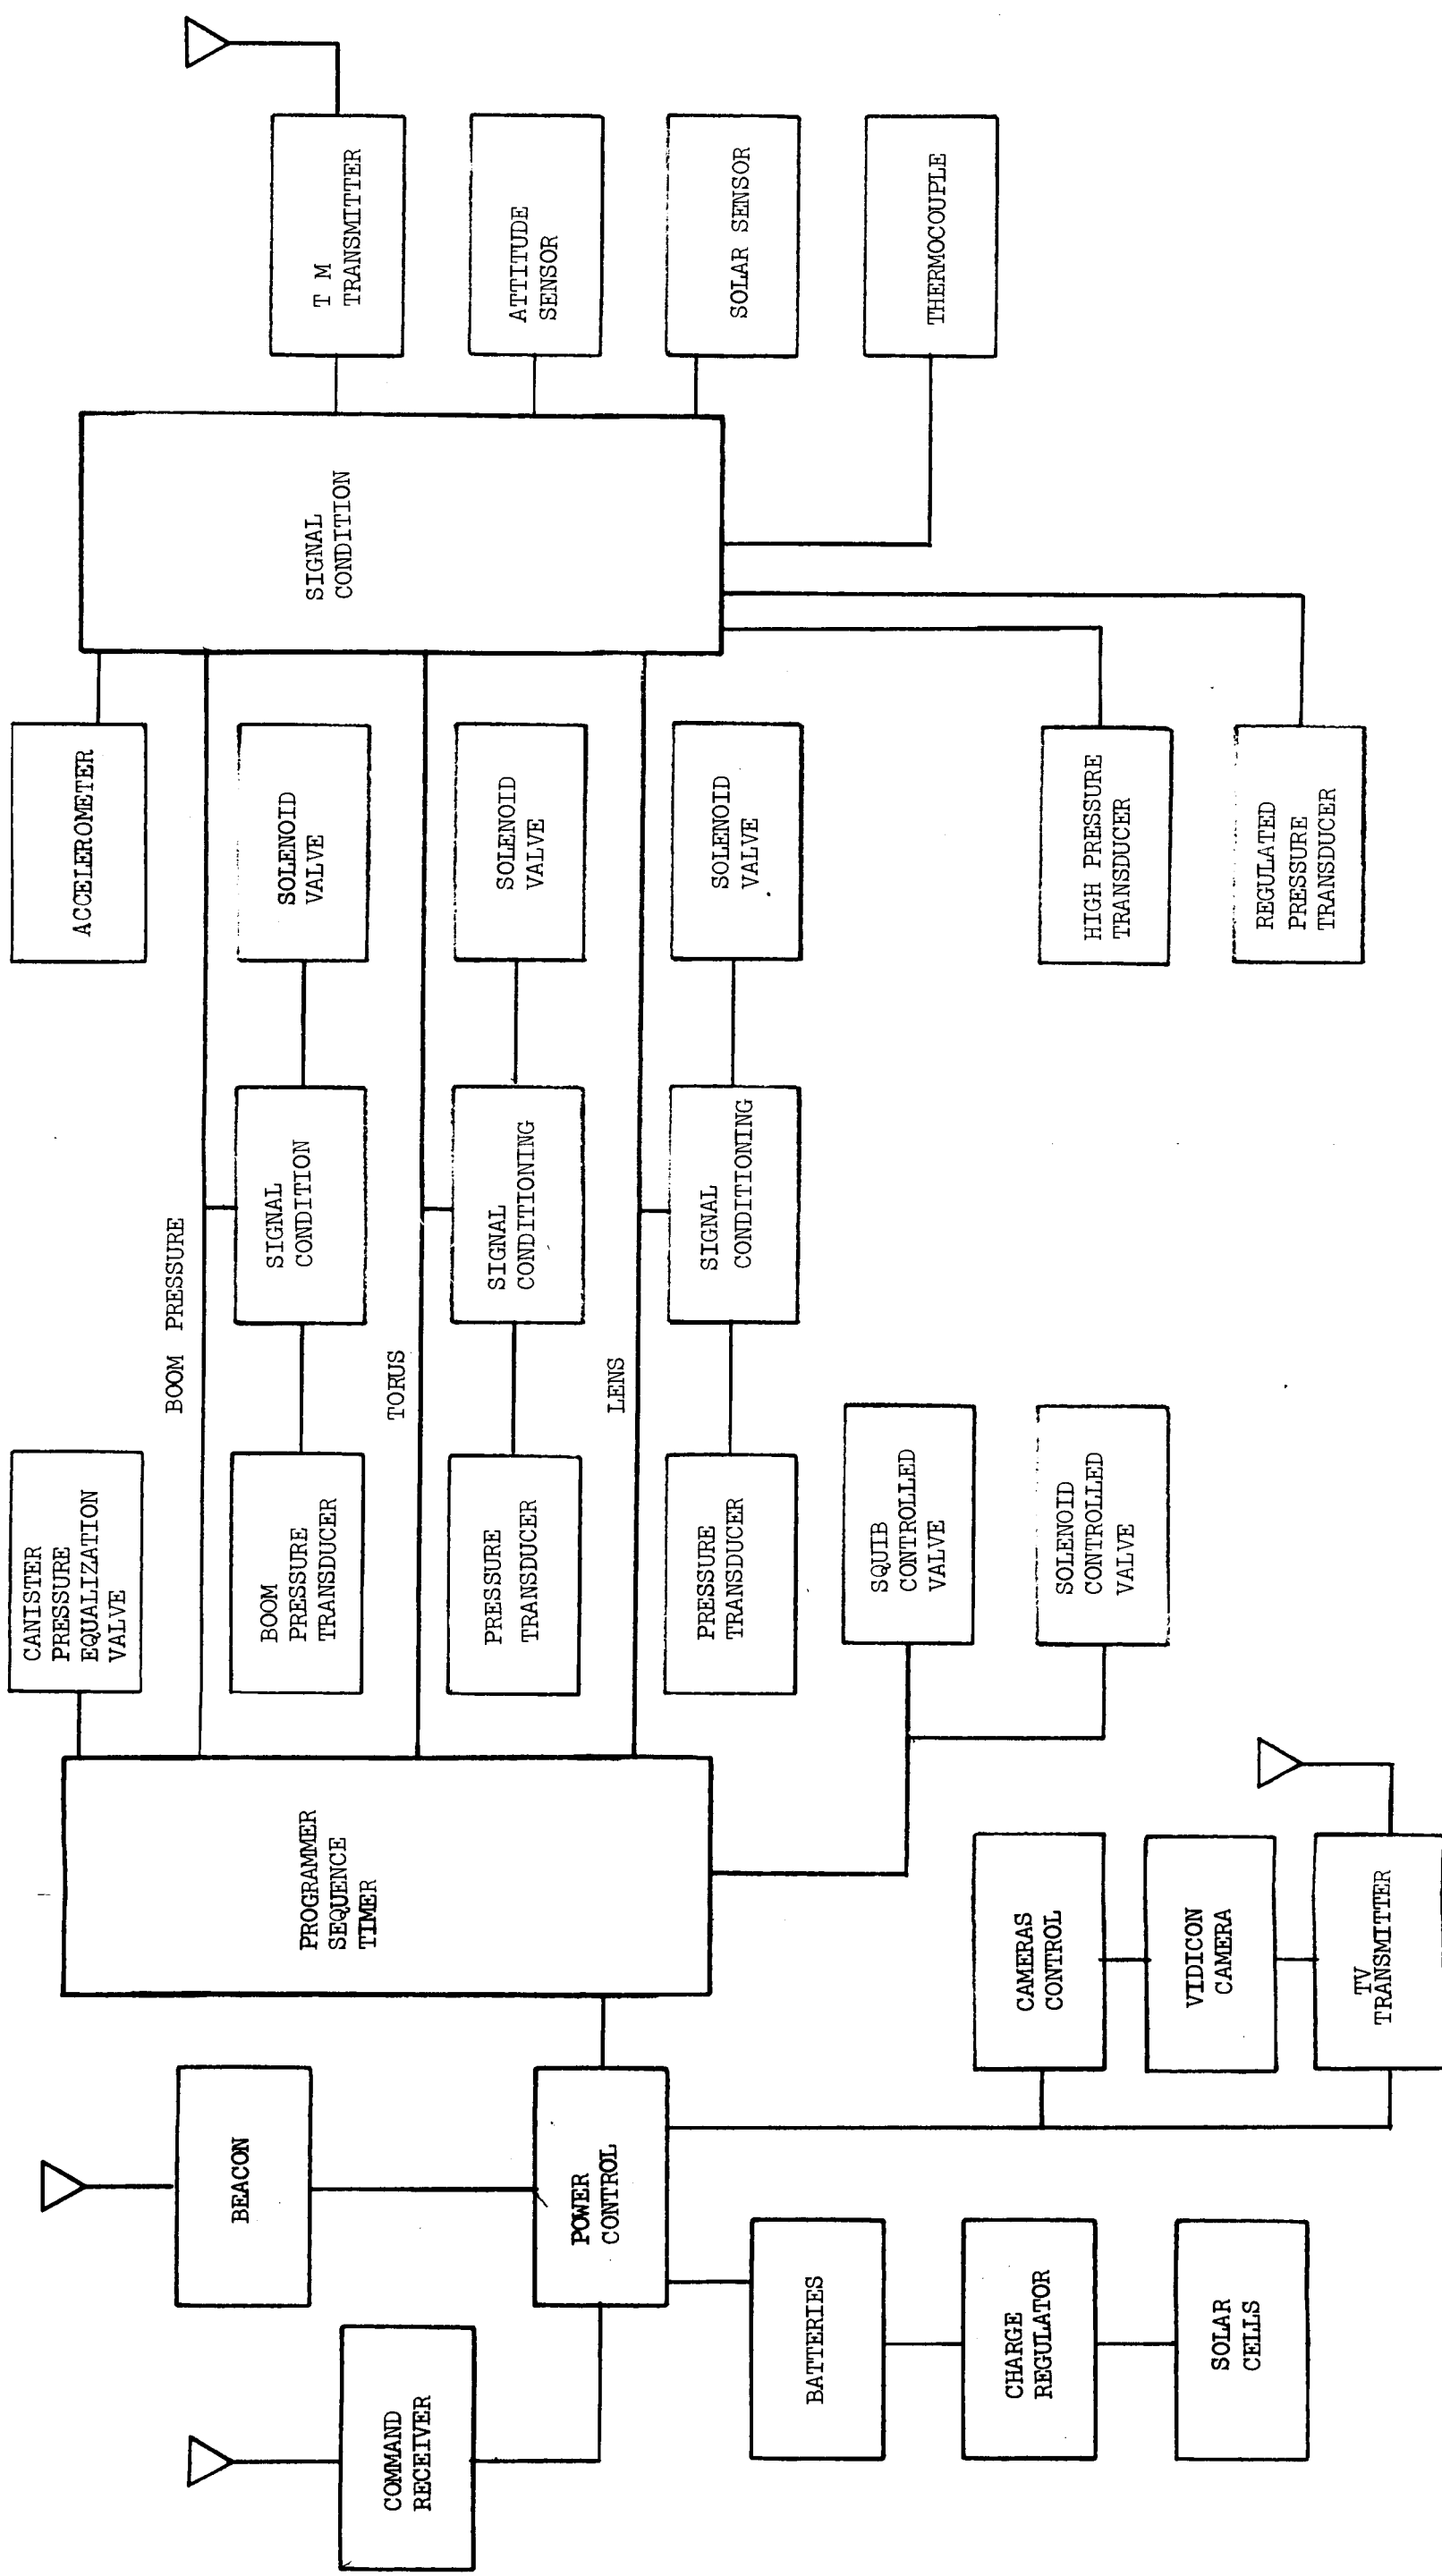 COMMAND
RECEIVER
BEACON
POWER
CONTROL
BATTERIES
CHARGE
REGULATOR
SOLAR
CELLS
PROGRAMMER
SEQUENCE
TIMER
CAMERAS
CONTROL
VIDICON
CAMERA
TV
TRANSMITTER
CANISTER
PRESSURE
EQUALIZATION
VALVE
BOOM PRESSURE
BOOM
PRESSURE
TRANSDUCER
SIGNAL
CONDITION
SOLENOID
VALVE
TORUS
PRESSURE
TRANSDUCER
SIGNAL
CONDITIONING
SOLENOID
VALVE
LENS
PRESSURE
TRANSDUCER
SIGNAL
CONDITIONING
SOLENOID
VALVE
SQUIB
CONTROLLED
VALVE
SOLENOID
CONTROLLED
VALVE
ACCELEROMETER
HIGH PRESSURE
TRANSDUCER
REGULATED
PRESSURE
TRANSDUCER
SIGNAL
CONDITION
T M
TRANSMITTER
ATTITUDE
SENSOR
SOLAR SENSOR
THERMOCOUPLE